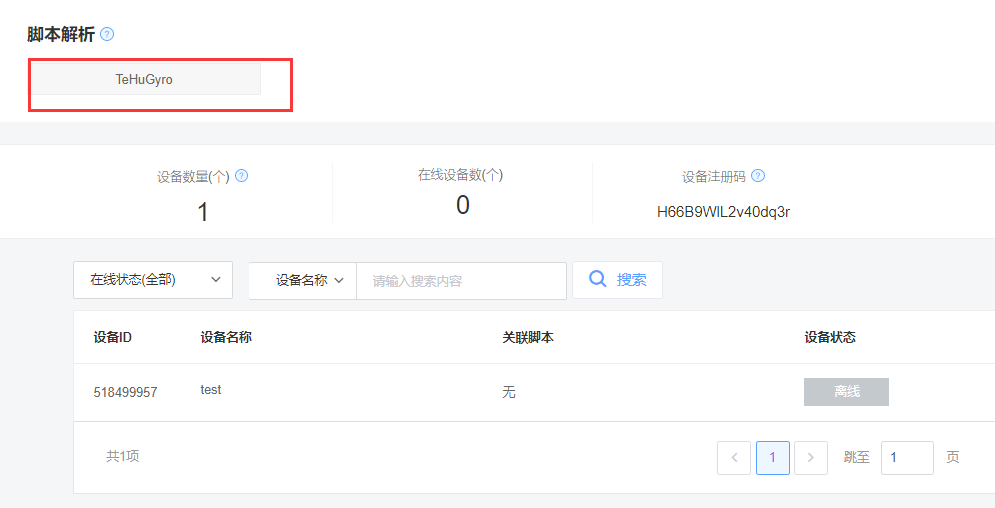 脚本解析 ?
TeHuGyro
设备数量(个) ? 在线设备数(个) 设备注册码 ?
1 0 H66B9WlL2v40dq3r
在线状态(全部) 设备名称 请输入搜索内容 搜索
设备ID 设备名称 关联脚本 设备状态
518499957 test 无 离线
共1项 < 1 > 跳至 1 页